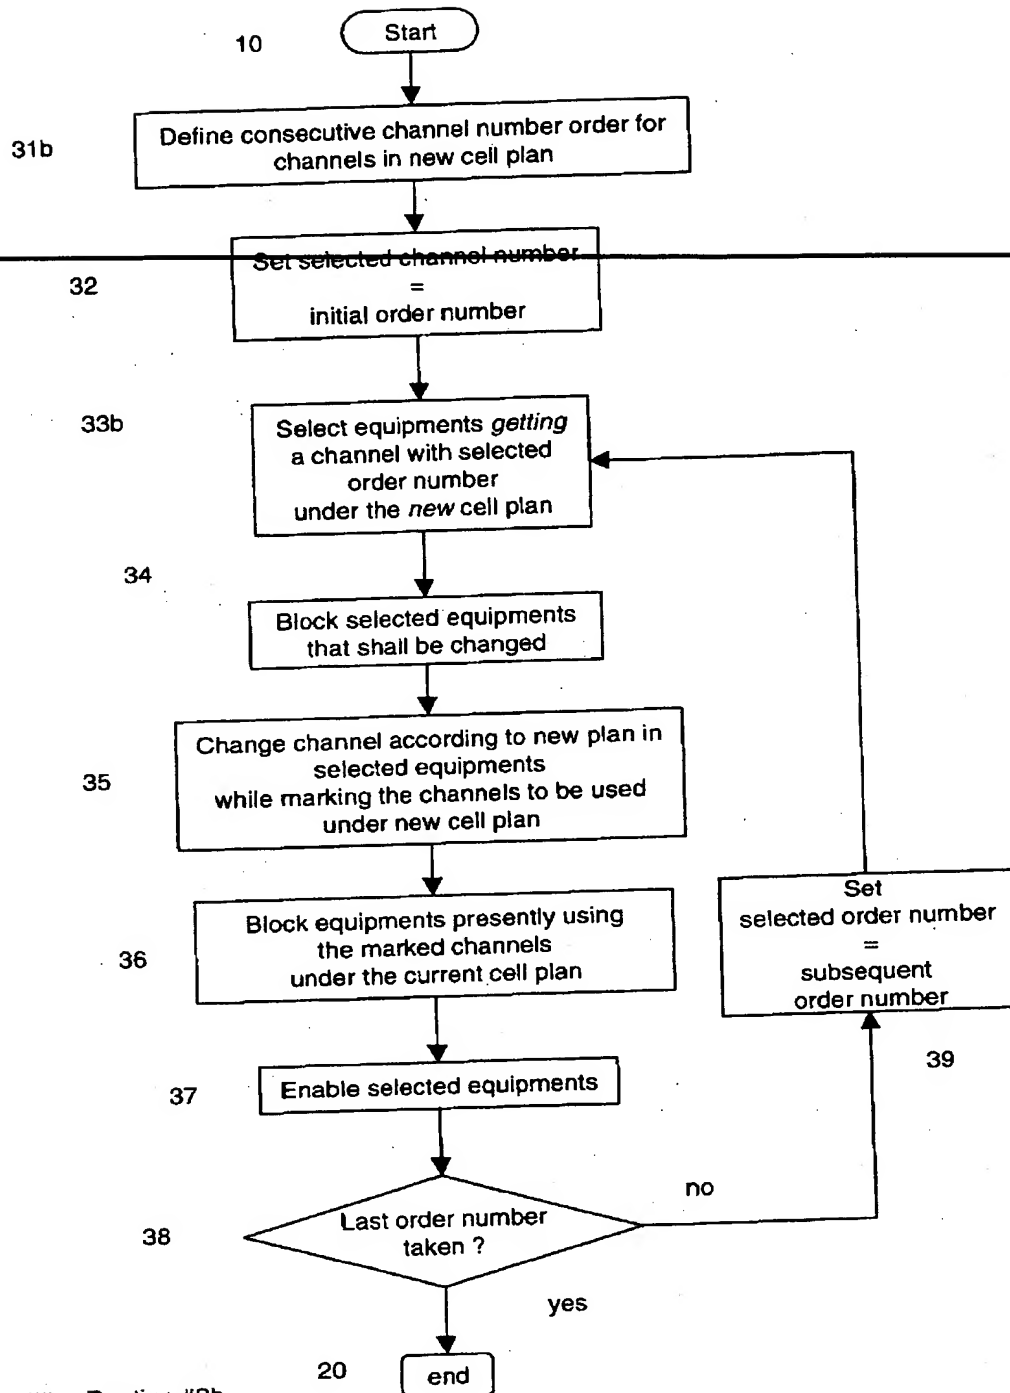 10
Start
31b
Define consecutive channel number order for
channels in new cell plan
32
Set selected channel number
=
initial order number
33b
Select equipments getting
a channel with selected
order number
under the new cell plan
34
Block selected equipments
that shall be changed
35
Change channel according to new plan in
selected equipments
while marking the channels to be used
under new cell plan
36
Block equipments presently using
the marked channels
under the current cell plan
Set
selected order number
=
subsequent
order number
39
37
Enable selected equipments
38
Last order number
taken ?
no
yes
20
end